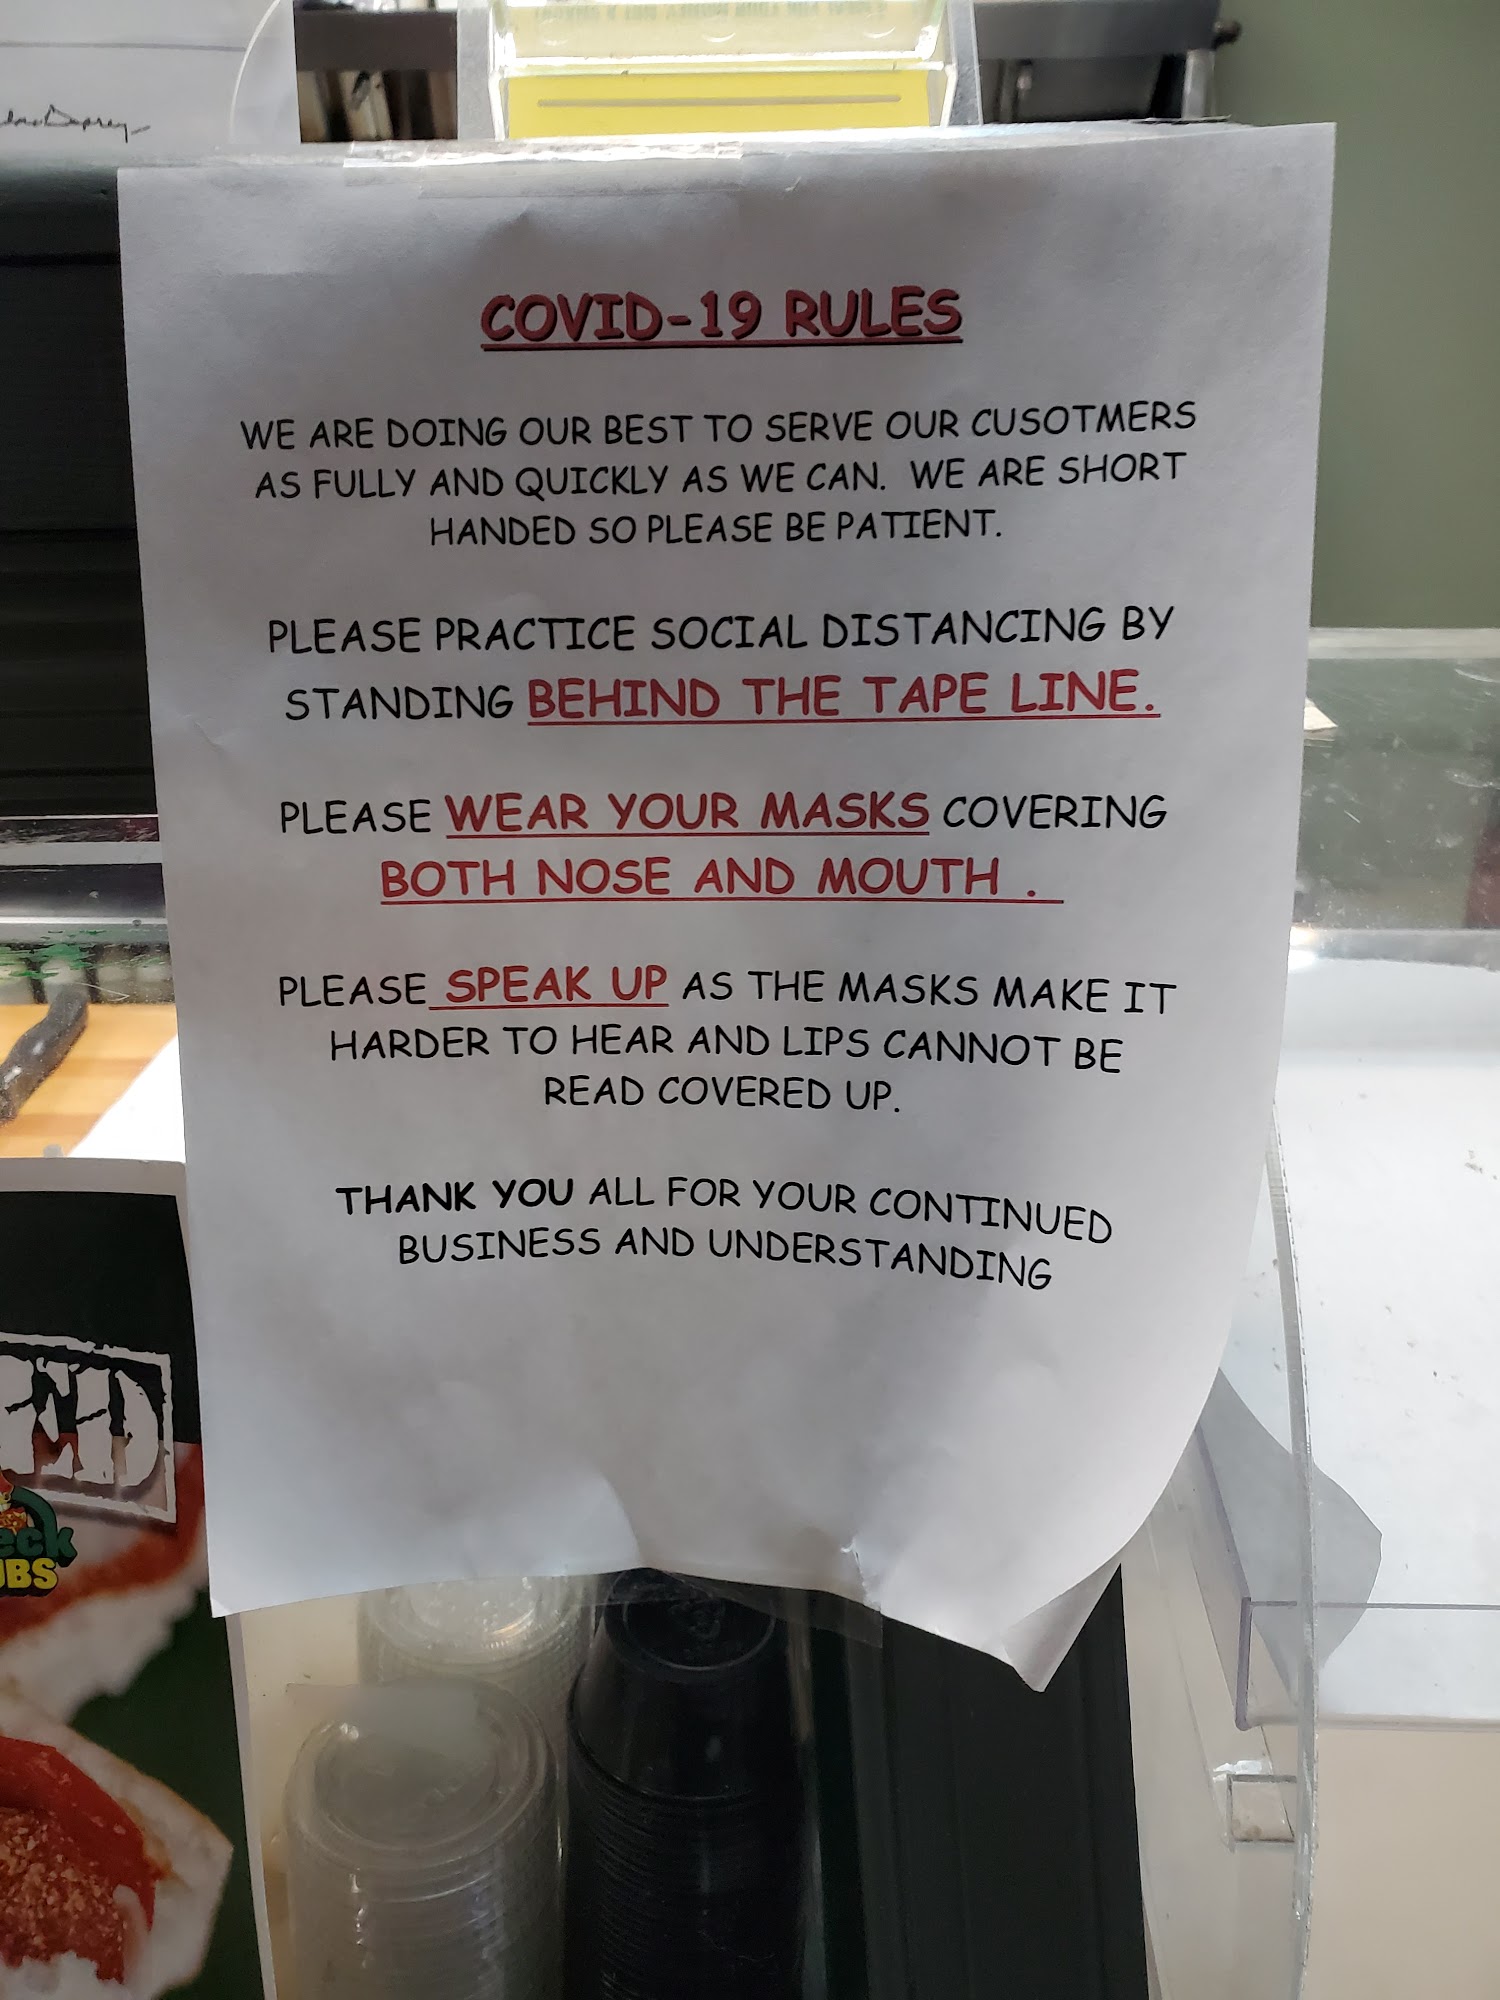 COVID-19 RULES
WE ARE DOING OUR BEST TO SERVE OUR CUSOTMERS
AS FULLY AND QUICKLY AS WE CAN. WE ARE SHORT
HANDED SO PLEASE BE PATIENT.
PLEASE PRACTICE SOCIAL DISTANCING BY
STANDING BEHIND THE TAPE LINE.
PLEASE WEAR YOUR MASKS COVERING
BOTH NOSE AND MOUTH .
PLEASE SPEAK UP AS THE MASKS MAKE IT
HARDER TO HEAR AND LIPS CANNOT BE
READ COVERED UP.
THANK YOU ALL FOR YOUR CONTINUED
BUSINESS AND UNDERSTANDING
eck
UBS